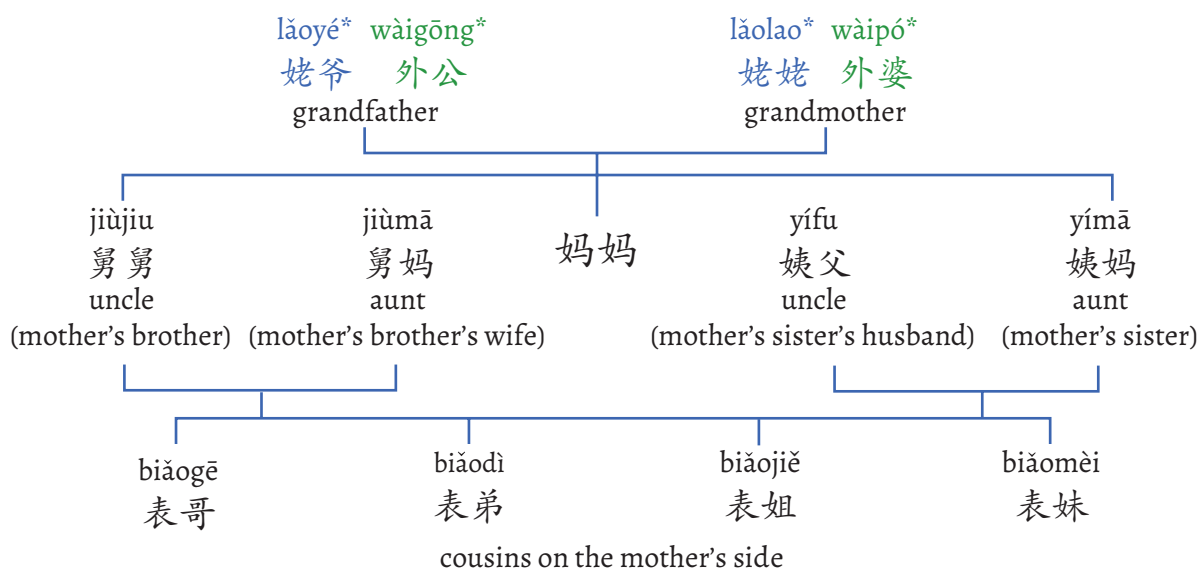 lǎoyé* wàigōng* lǎolao* wàipó*
姥爷 外公 姥姥 外婆
grandfather grandmother
jiùjiu jiùmā yífu yímā
舅舅 舅妈 妈妈 姨父 姨妈
uncle aunt uncle aunt
(mother's brother) (mother's brother's wife) (mother's sister's husband) (mother's sister)
biǎogē biǎodì biǎojiě biǎomèi
表哥 表弟 表姐 表妹
cousins on the mother's side